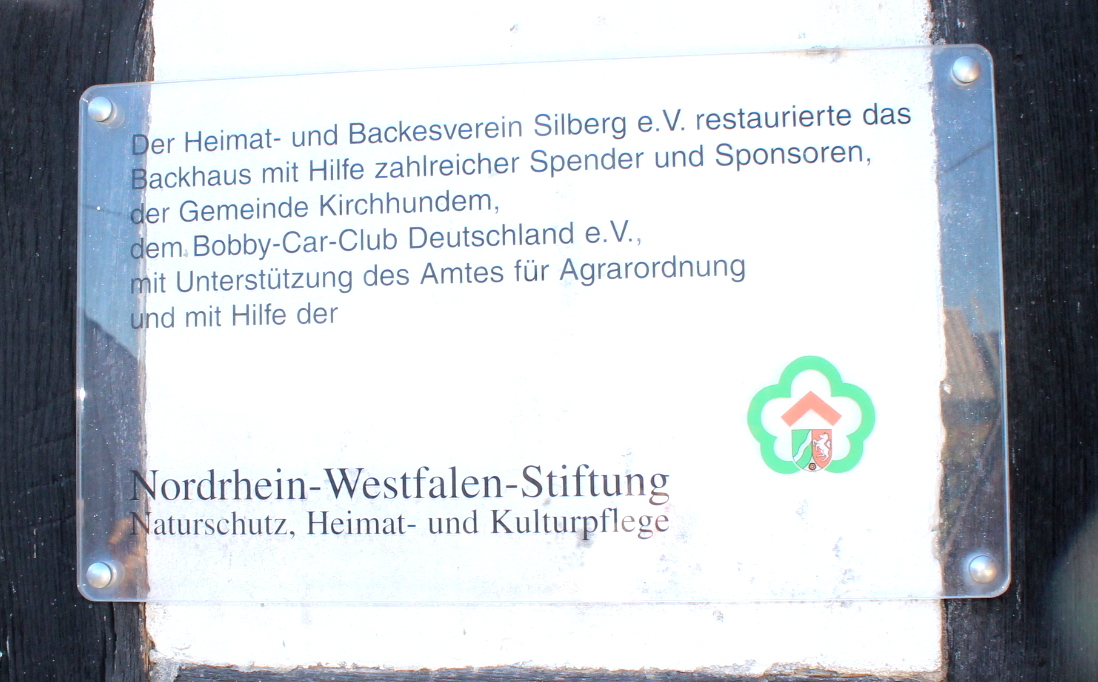 Der Heimat- und Backesverein Silberg e.V. restaurierte das
Backhaus mit Hilfe zahlreicher Spender und Sponsoren,
der Gemeinde Kirchhundem,
dem Bobby-Car-Club Deutschland e.V.,
mit Unterstützung des Amtes für Agrarordnung
und mit Hilfe der
Nordrhein-Westfalen-Stiftung
Naturschutz, Heimat- und Kulturpflege